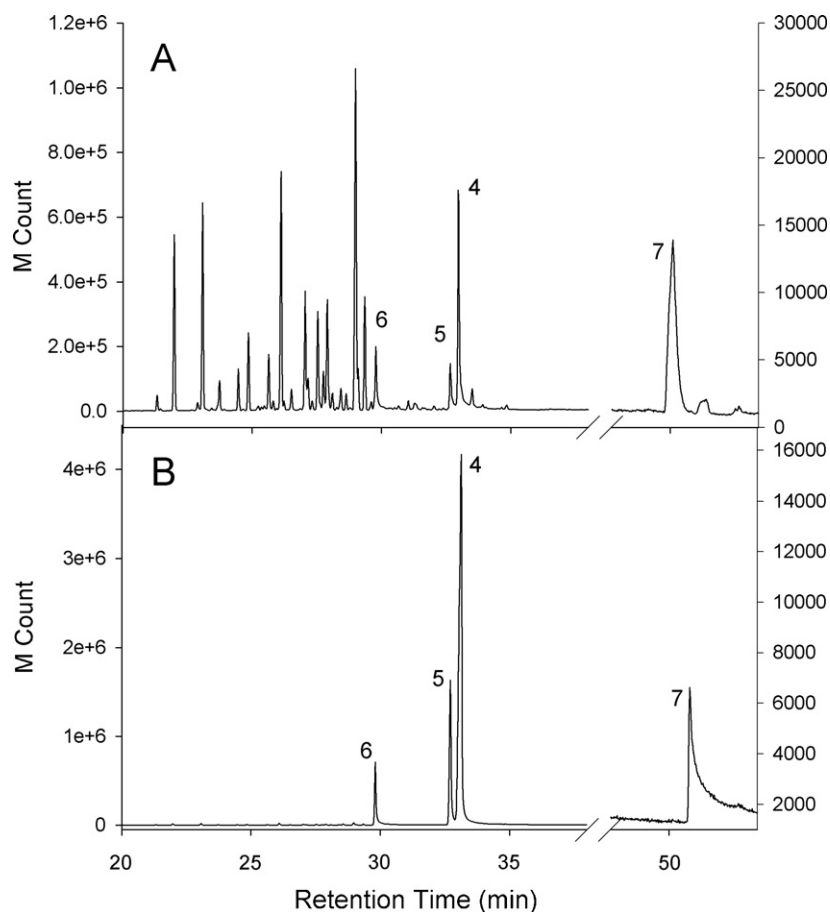 1.2e+6
1.0e+6
8.0e+5
6.0e+5
4.0e+5
2.0e+5
0.0
M Count
A
6
5
4
7
30000
25000
20000
15000
10000
5000
0
4e+6
3e+6
2e+6
1e+6
0
M Count
B
6
5
4
7
16000
14000
12000
10000
8000
6000
4000
2000
20 25 30 35 50
Retention Time (min)